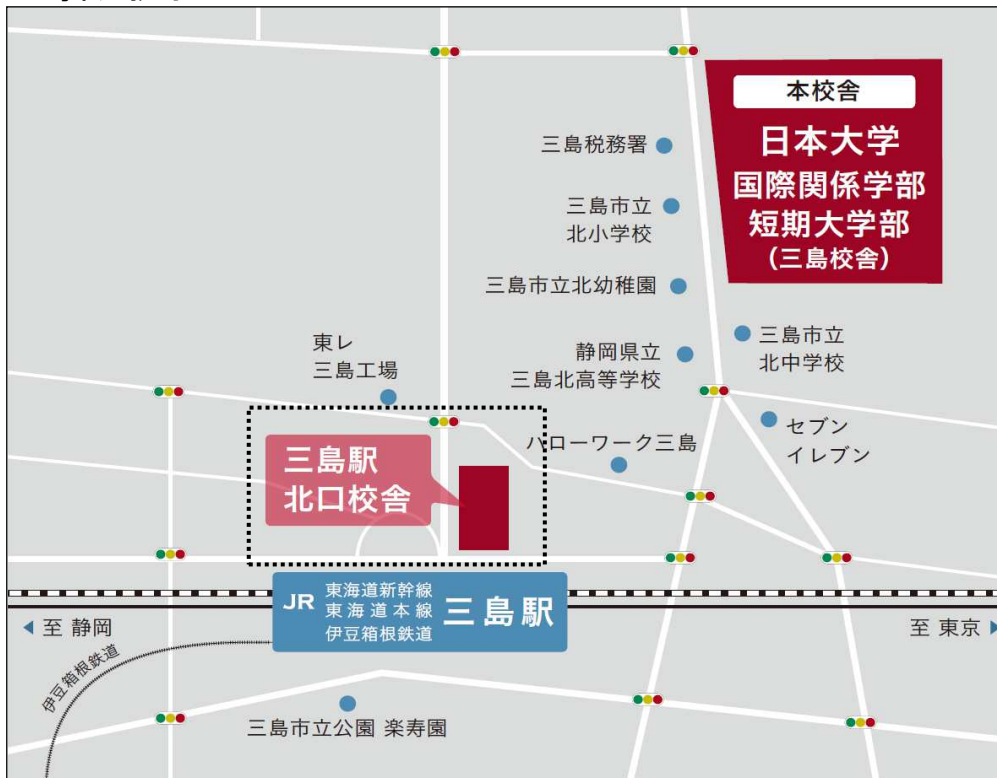 本校舎
日本大学
国際関係学部
短期大学部
(三島校舎)
三島税務署
三島市立
北小学校
三島市立北幼稚園
三島市立
北中学校
静岡県立
三島北高等学校
東レ
三島工場
セブン
イレブン
ハローワーク三島
三島駅
北口校舎
JR
東海道新幹線
東海道本線
伊豆箱根鉄道
三島駅
至 静岡
至 東京
伊豆箱根鉄道
三島市立公園 楽寿園